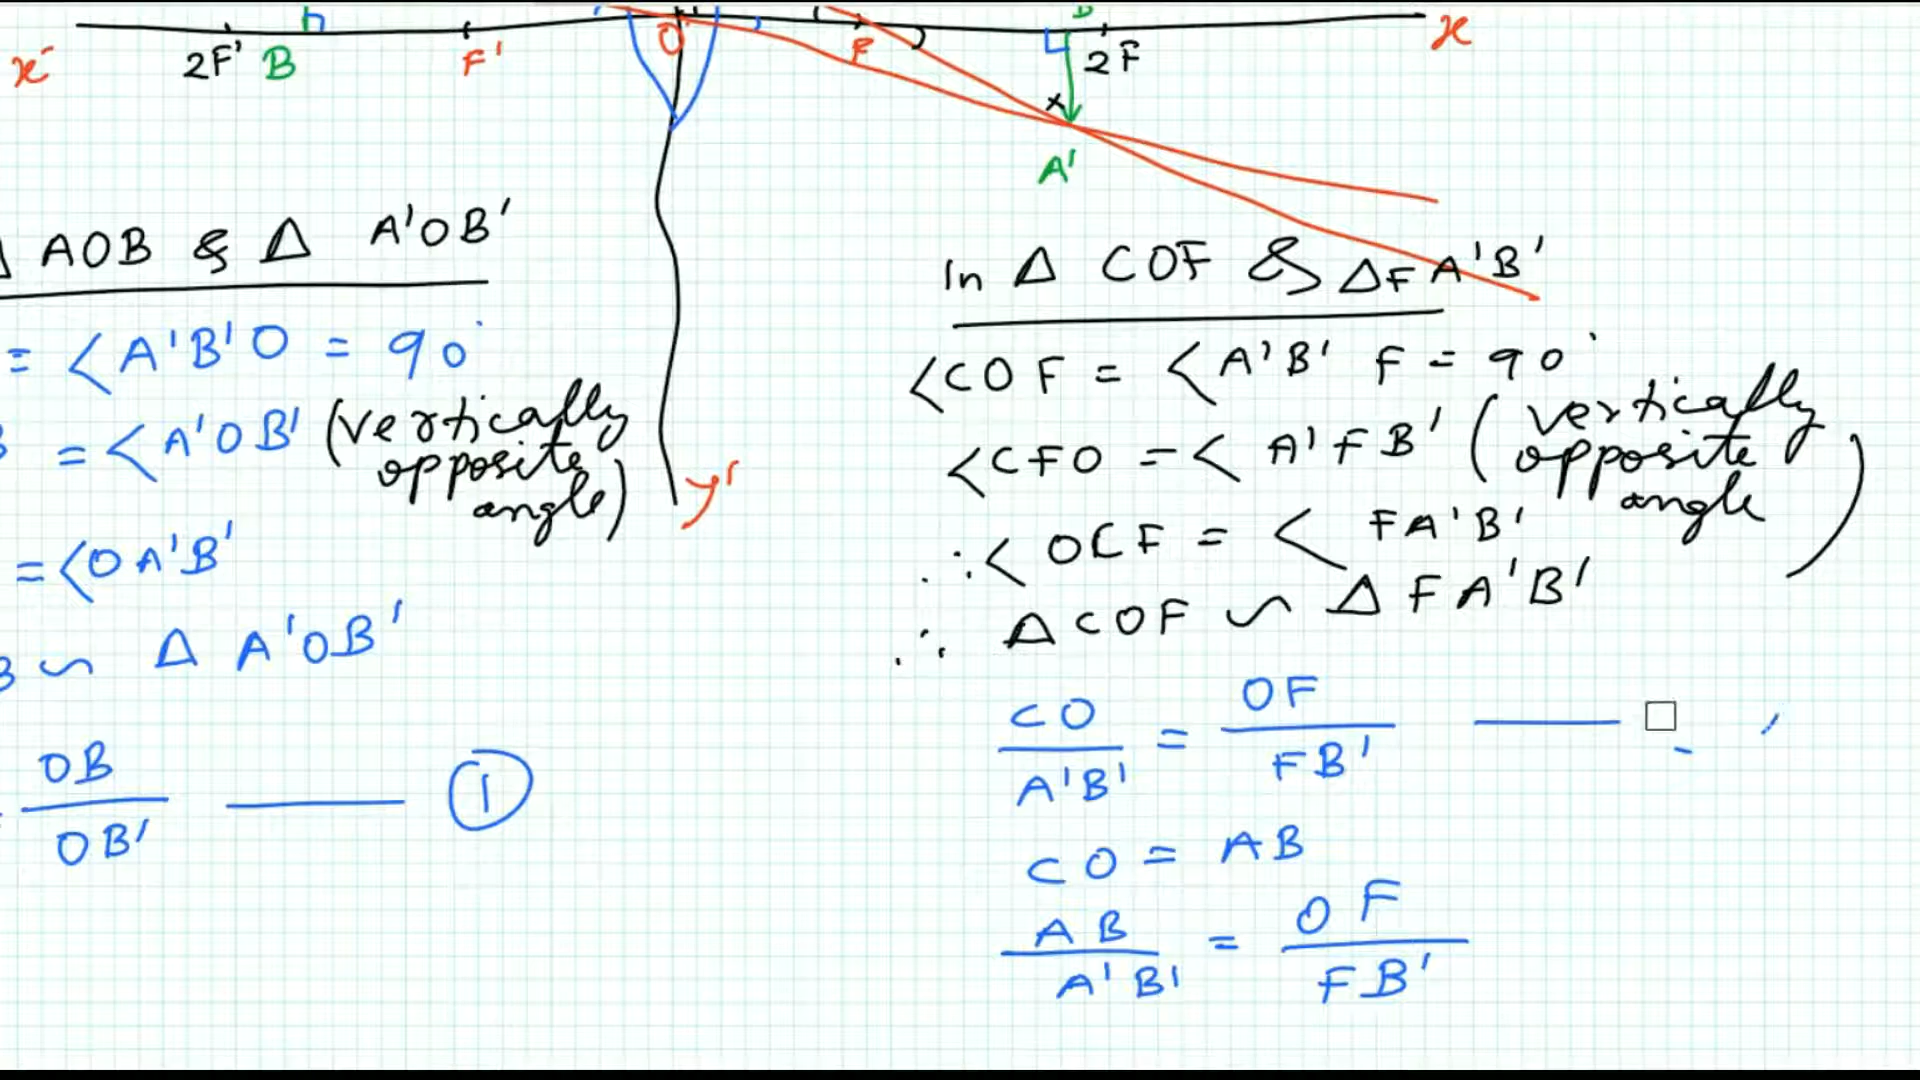 x⁻ 2F' B F' O F 2F x
A'
AOB & Δ A'OB'
= <A'B'O = 90°
= <A'OB' (vertically opposite angle)
= <OA'B'
∽ Δ A'OB'
OB
OB'
①
y'
In Δ COF & ΔFA'B'
<COF = <A'B'F = 90°
<CFO = <A'FB' (vertically opposite angle)
∴ < OCF = < FA'B'
∴ Δ COF ∽ Δ FA'B'
CO / A'B' = OF / FB'
CO = AB
AB / A'B' = OF / FB'